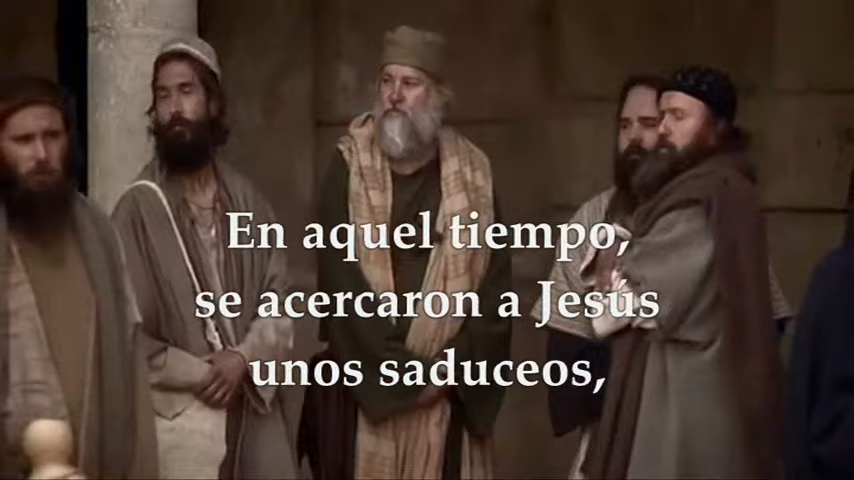 En aquel tiempo,
se acercaron a Jesús
unos saduceos,